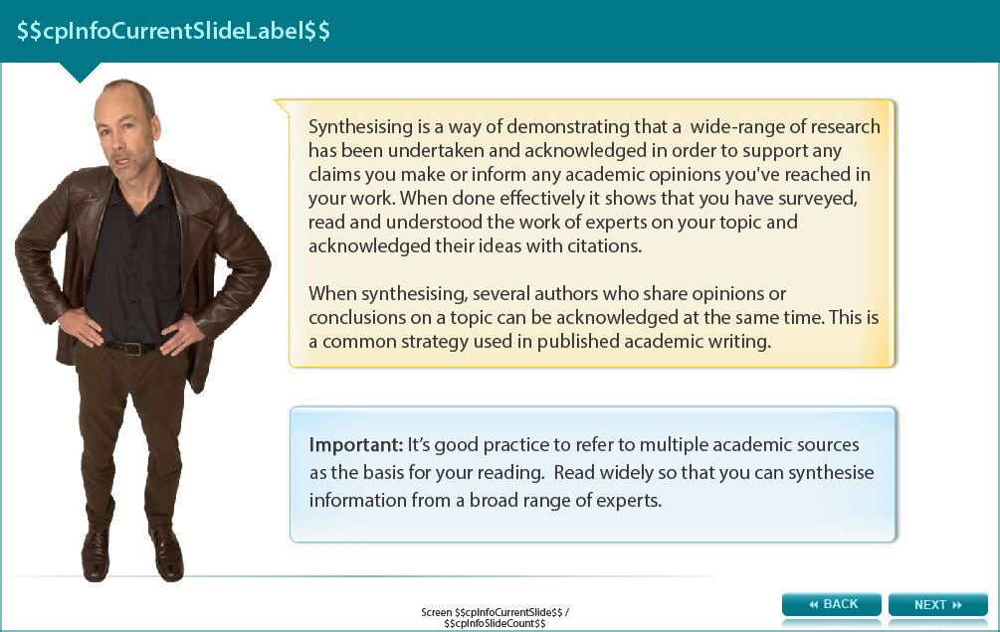 $$cpInfoCurrentSlideLabel$$
Synthesising is a way of demonstrating that a  wide-range of research
has been undertaken and acknowledged in order to support any
claims you make or inform any academic opinions you've reached in
your work. When done effectively it shows that you have surveyed,
read and understood the work of experts on your topic and
acknowledged their ideas with citations.
When synthesising, several authors who share opinions or
conclusions on a topic can be acknowledged at the same time. This is
a common strategy used in published academic writing.
Important: It’s good practice to refer to multiple academic sources
as the basis for your reading.  Read widely so that you can synthesise
information from a broad range of experts.
Screen $$cpInfoCurrentSlide$$ /
$$cpInfoSlideCount$$
BACK
NEXT